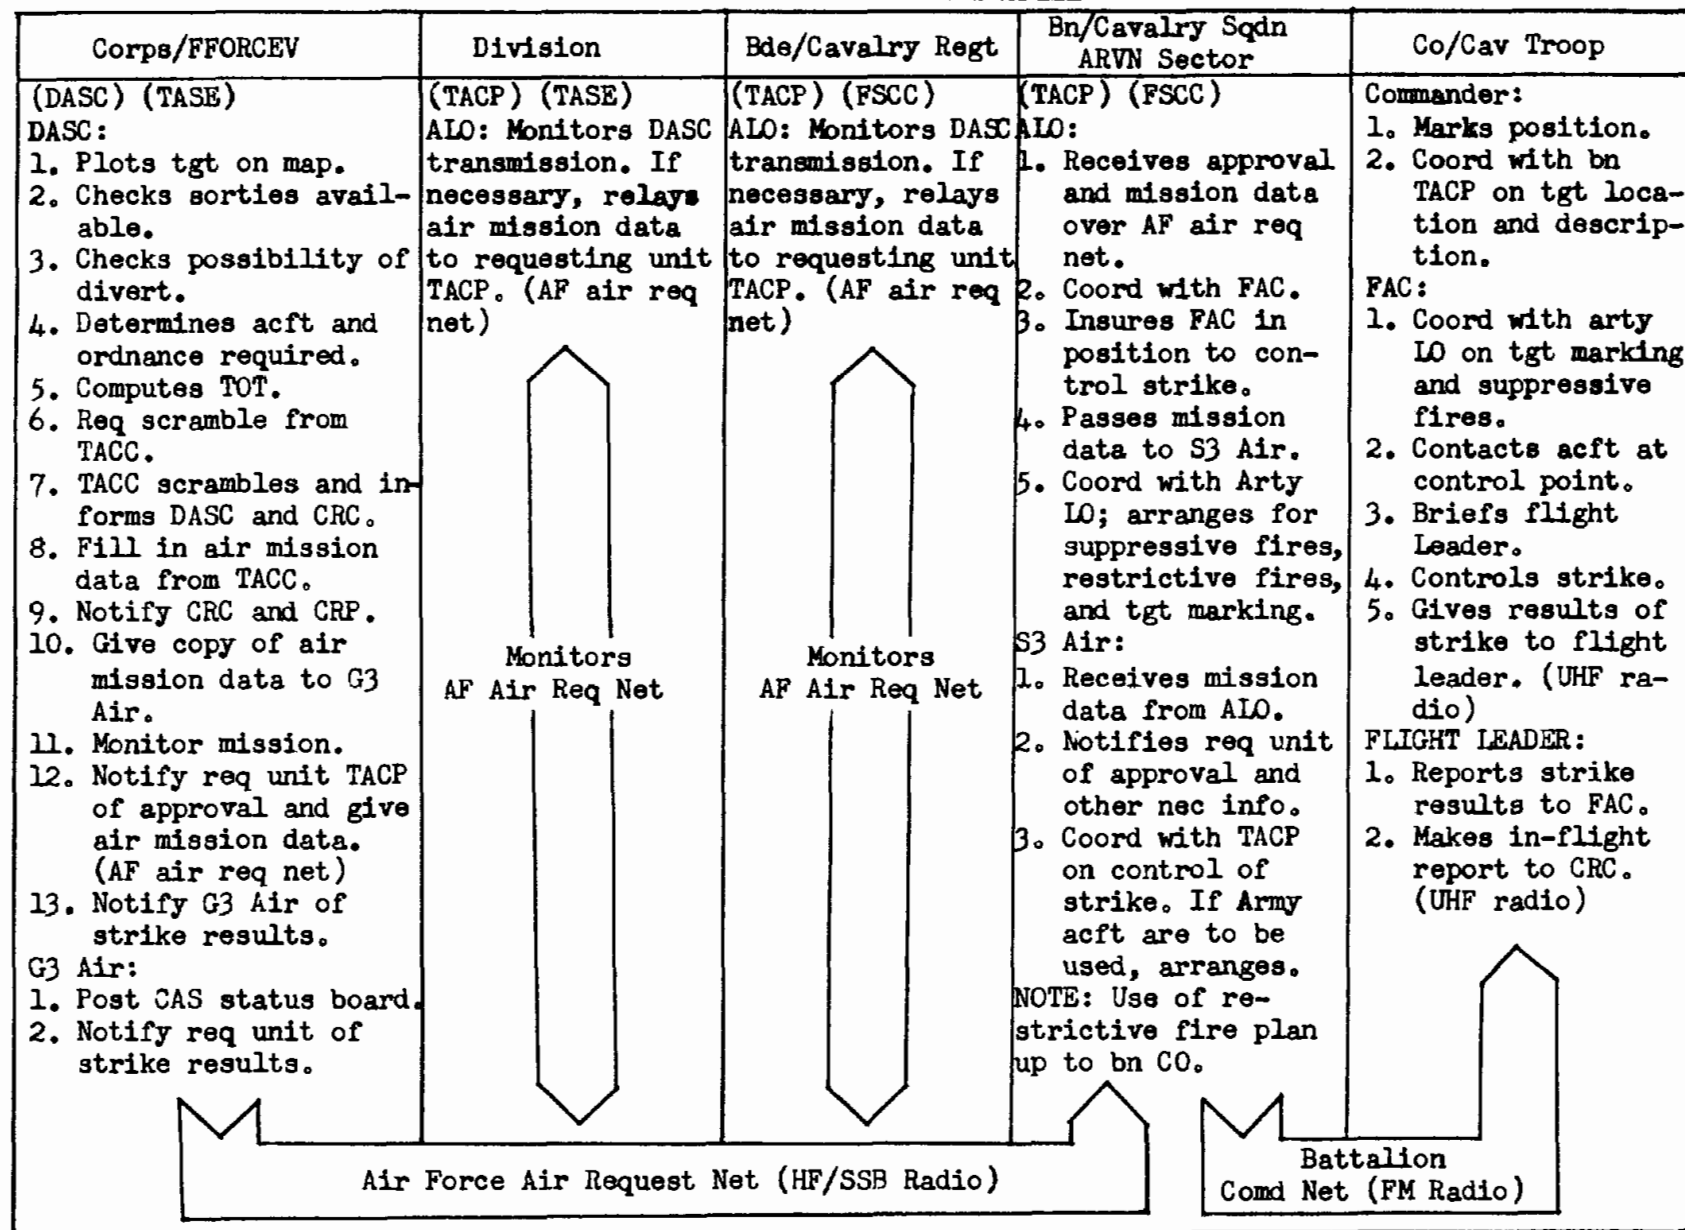 Corps/FFORCEV
Division
Bde/Cavalry Regt
Bn/Cavalry Sqdn
ARVN Sector
Co/Cav Troop
(DASC) (TASE)
DASC:
1. Plots tgt on map.
2. Checks sorties avail-
able.
3. Checks possibility of
divert.
4. Determines acft and
ordnance required.
5. Computes TOT.
6. Req scramble from
TACC.
7. TACC scrambles and in-
forms DASC and CRC.
8. Fill in air mission
data from TACC.
9. Notify CRC and CRP.
10. Give copy of air
mission data to G3
Air.
11. Monitor mission.
12. Notify req unit TACP
of approval and give
air mission data.
(AF air req net)
13. Notify G3 Air of
strike results.
G3 Air:
1. Post CAS status board.
2. Notify req unit of
strike results.
(TACP) (TASE)
ALO: Monitors DASC
transmission. If
necessary, relays
air mission data
to requesting unit
TACP. (AF air req
net)
Monitors
AF Air Req Net
(TACP) (FSCC)
ALO: Monitors DASC
transmission. If
necessary, relays
air mission data
to requesting unit
TACP. (AF air req
net)
Monitors
AF Air Req Net
(TACP) (FSCC)
ALO:
1. Receives approval
and mission data
over AF air req
net.
2. Coord with FAC.
3. Insures FAC in
position to con-
trol strike.
4. Passes mission
data to S3 Air.
5. Coord with Arty
LO; arranges for
suppressive fires,
restrictive fires,
and tgt marking.
S3 Air:
1. Receives mission
data from ALO.
2. Notifies req unit
of approval and
other nec info.
3. Coord with TACP
on control of
strike. If Army
acft are to be
used, arranges.
NOTE: Use of re-
strictive fire plan
up to bn CO.
Commander:
1. Marks position.
2. Coord with bn
TACP on tgt loca-
tion and descrip-
tion.
FAC:
1. Coord with arty
LO on tgt marking
and suppressive
fires.
2. Contacts acft at
control point.
3. Briefs flight
Leader.
4. Controls strike.
5. Gives results of
strike to flight
leader. (UHF ra-
dio)
FLIGHT LEADER:
1. Reports strike
results to FAC.
2. Makes in-flight
report to CRC.
(UHF radio)
Air Force Air Request Net (HF/SSB Radio)
Battalion
Comd Net (FM Radio)